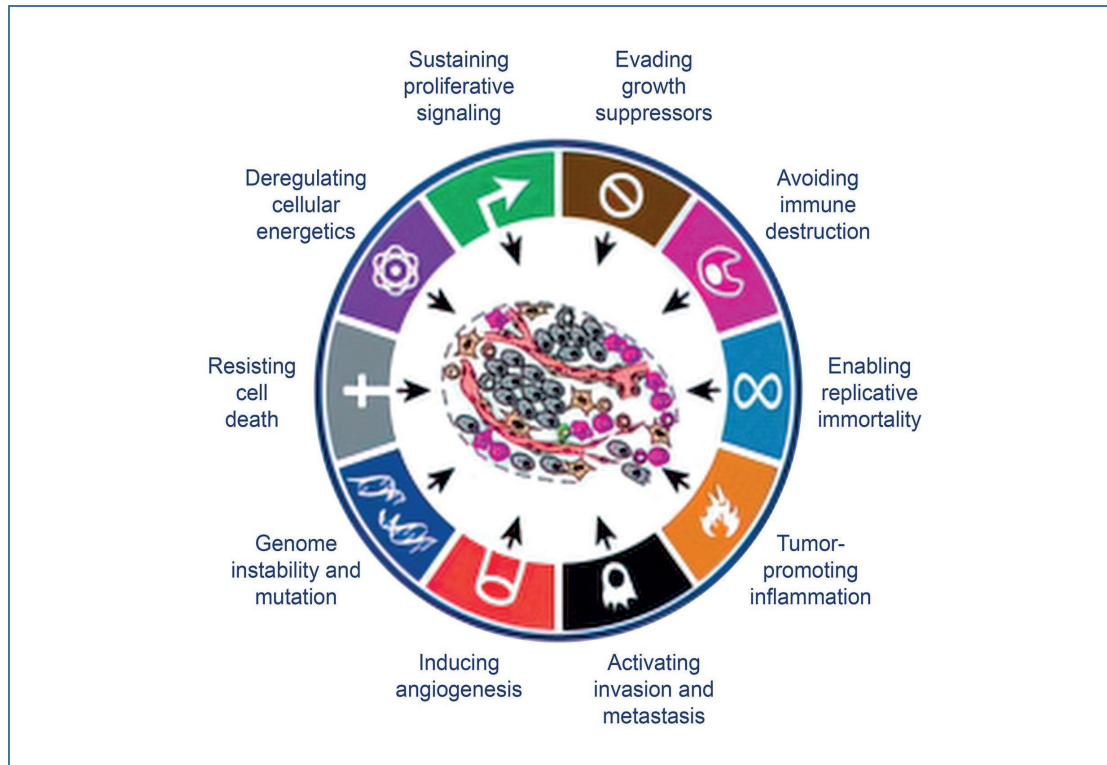 Sustaining
proliferative
signaling
Evading
growth
suppressors
Deregulating
cellular
energetics
Avoiding
immune
destruction
Resisting
cell
death
Enabling
replicative
immortality
Genome
instability and
mutation
Tumor-
promoting
inflammation
Inducing
angiogenesis
Activating
invasion and
metastasis